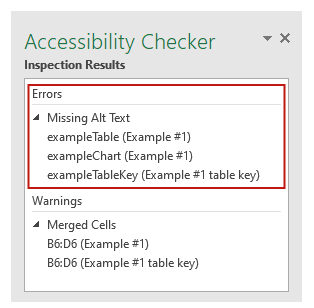 Accessibility Checker
Inspection Results
Errors
Missing Alt Text
exampleTable (Example #1)
exampleChart (Example #1)
exampleTableKey (Example #1 table key)
Warnings
Merged Cells
B6:D6 (Example #1)
B6:D6 (Example #1 table key)